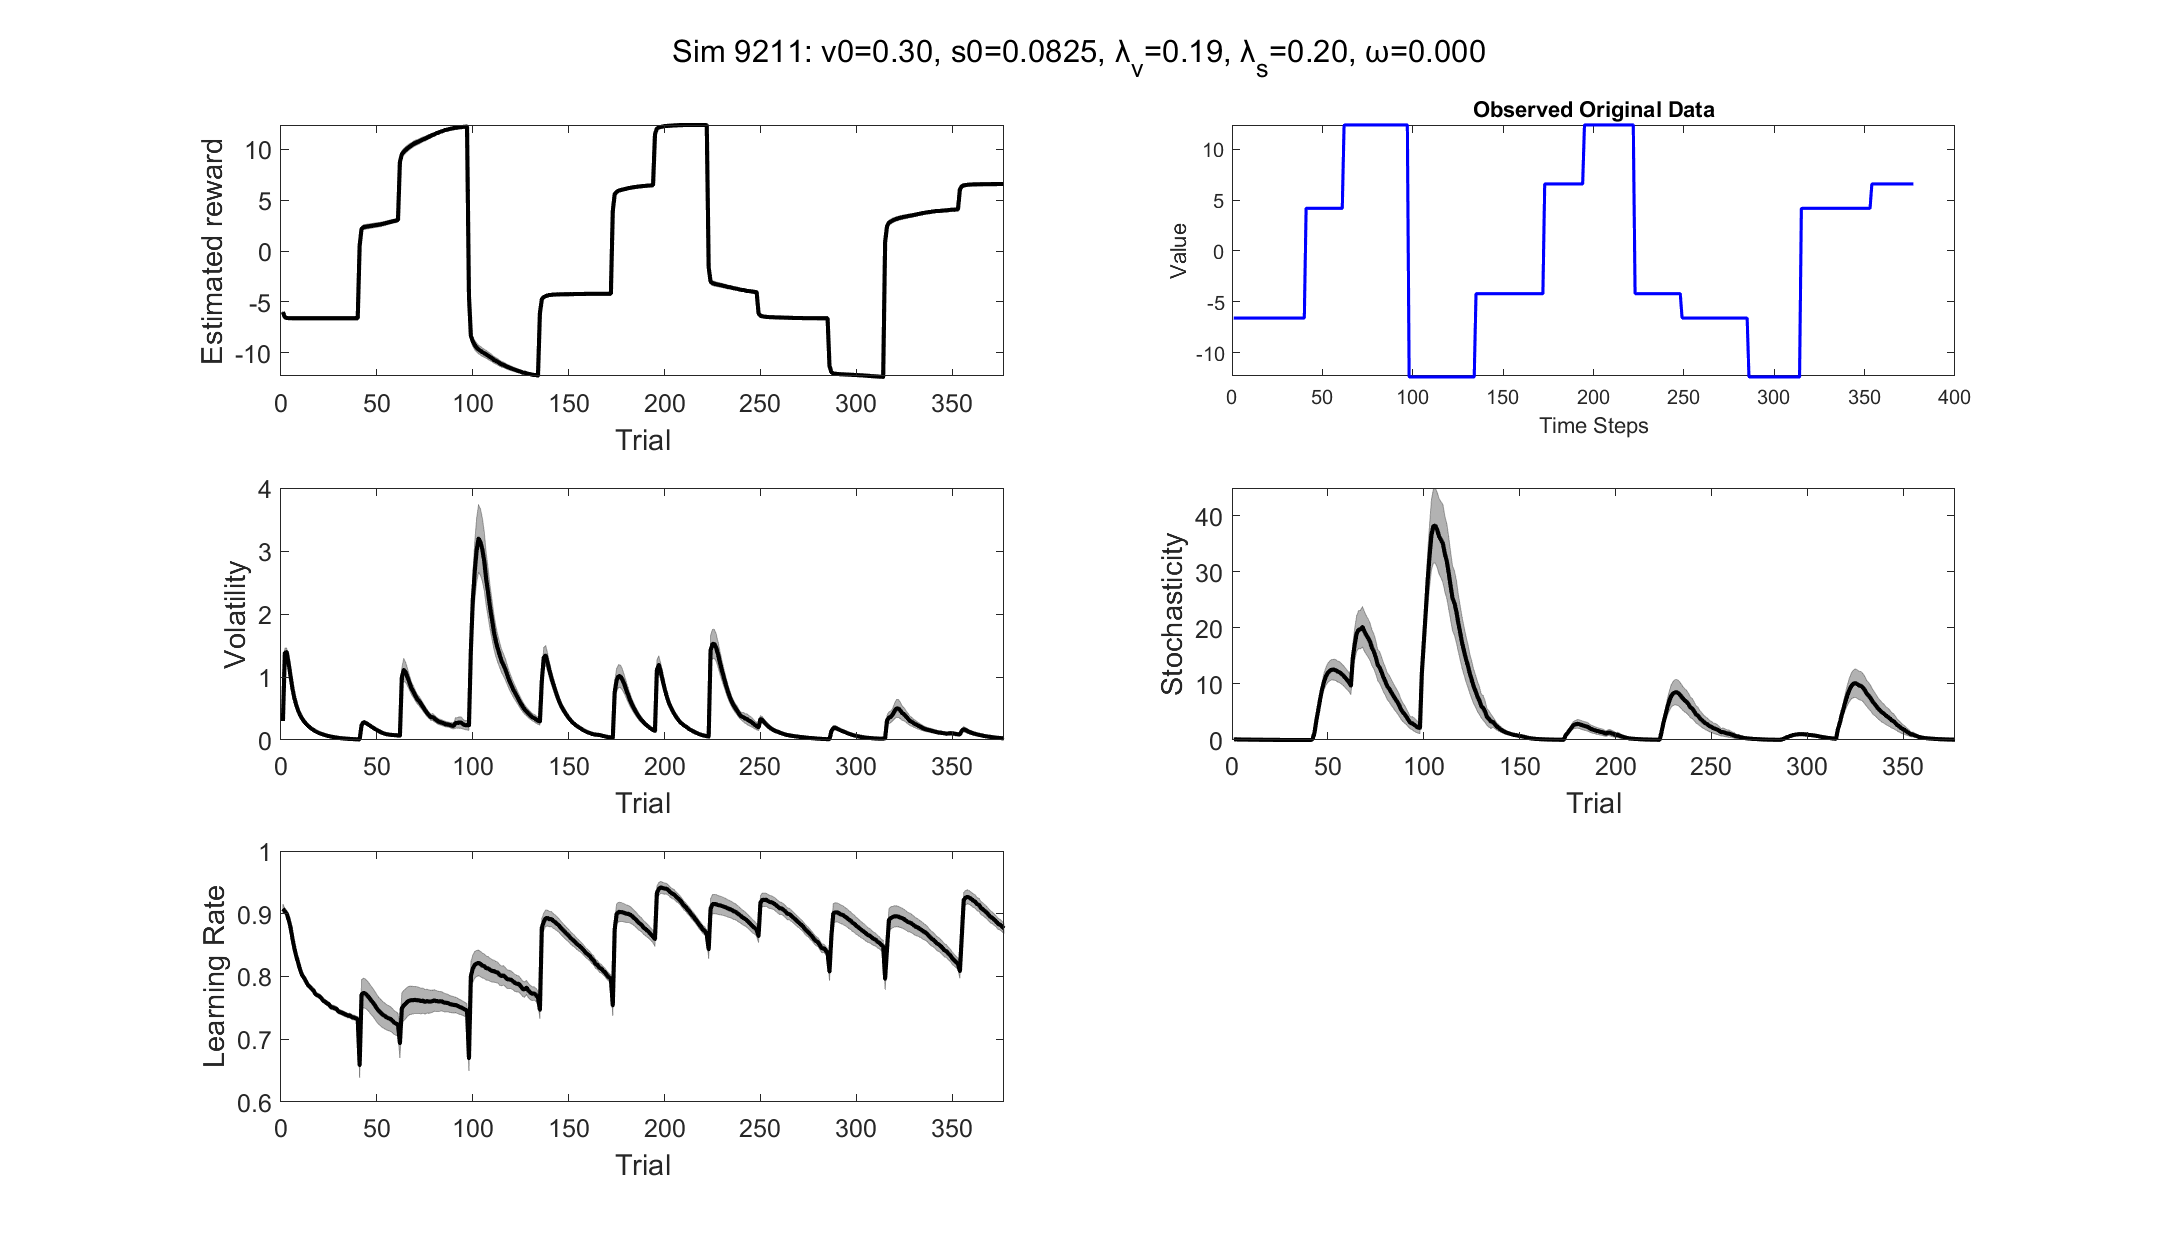 Sim 9211: v0=0.30, s0=0.0825, λ_v=0.19, λ_s=0.20, ω=0.000
Estimated reward
10
5
0
-5
-10
0 50 100 150 200 250 300 350
Trial
Observed Original Data
Value
10
5
0
-5
-10
0 50 100 150 200 250 300 350 400
Time Steps
Volatility
4
3
2
1
0
0 50 100 150 200 250 300 350
Trial
Stochasticity
40
30
20
10
0
0 50 100 150 200 250 300 350
Trial
Learning Rate
1
0.9
0.8
0.7
0.6
0 50 100 150 200 250 300 350
Trial